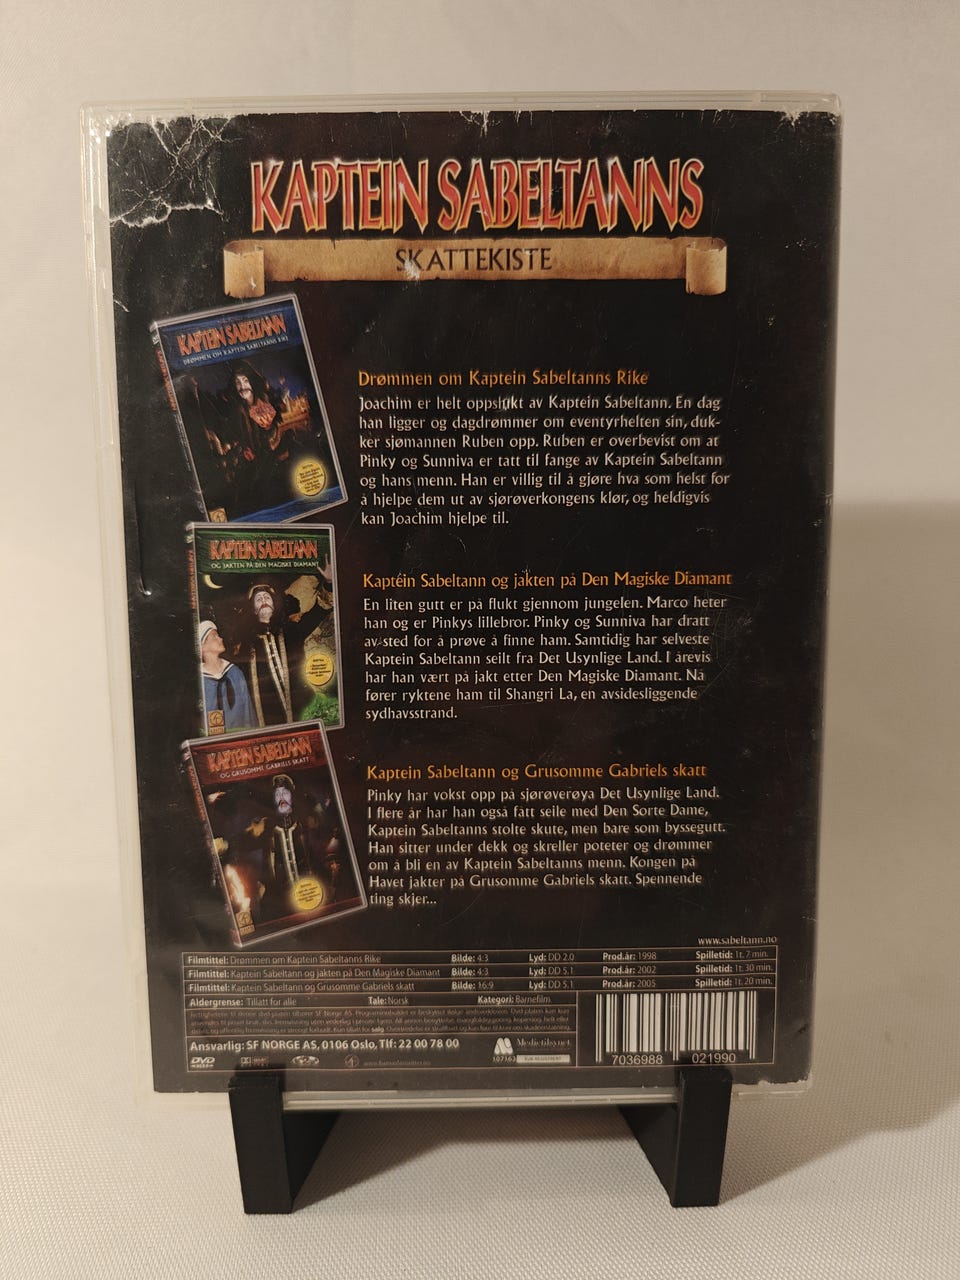 KAPTEIN SABELTANNS
SKATTEKISTE
KAPTEIN SABELTANN
DRØMMEN OM KAPTEIN SABELTANNS RIKE
Drømmen om Kaptein Sabeltanns Rike
Joachim er helt oppslukt av Kaptein Sabeltann. En dag
han ligger og dagdrømmer om eventyrhelten sin, duk-
ker sjømannen Ruben opp. Ruben er overbevist om at
Pinky og Sunniva er tatt til fange av Kaptein Sabeltann
og hans menn. Han er villig til å gjøre hva som helst for
å hjelpe dem ut av sjørøverkongens klør, og heldigvis
kan Joachim hjelpe til.
KAPTEIN SABELTANN
OG JAKTEN PÅ DEN MAGISKE DIAMANT
Kaptein Sabeltann og jakten på Den Magiske Diamant
En liten gutt er på flukt gjennom jungelen. Marco heter
han og er Pinkys lillebror. Pinky og Sunniva har dratt
av sted for å prøve å finne ham. Samtidig har selveste
Kaptein Sabeltann seilt fra Det Usynlige Land. I årevis
har han vært på jakt etter Den Magiske Diamant. Nå
fører ryktene ham til Shangri La, en avsidesliggende
sydhavsstrand.
KAPTEIN SABELTANN
OG GRUSOMME GABRIELS SKATT
Kaptein Sabeltann og Grusomme Gabriels skatt
Pinky har vokst opp på sjørøverøya Det Usynlige Land.
I flere år har han også fått seile med Den Sorte Dame,
Kaptein Sabeltanns stolte skute, men bare som byssegutt.
Han sitter under dekk og skreller poteter og drømmer
om å bli en av Kaptein Sabeltanns menn. Kongen på
Havet jakter på Grusomme Gabriels skatt. Spennende
ting skjer...
www.sabeltann.no
Filmtittel: Drømmen om Kaptein Sabeltanns Rike Bilde: 4:3 Lyd: DD 2.0 Prod.år: 1998 Spilletid: 1t. 7 min.
Filmtittel: Kaptein Sabeltann og jakten på Den Magiske Diamant Bilde: 4:3 Lyd: DD 5.1 Prod.år: 2002 Spilletid: 1t. 30 min.
Filmtittel: Kaptein Sabeltann og Grusomme Gabriels skatt Bilde: 16:9 Lyd: DD 5.1 Prod.år: 2005 Spilletid: 1t. 20 min.
Aldergrense: Tillatt for alle Tale: Norsk Kategori: Barnefilm
Ansvarlig: SF NORGE AS, 0106 Oslo, Tlf: 22 00 78 00
Medietilsynet
107163 KUN REGISTRERT
DVD
7036988 021990